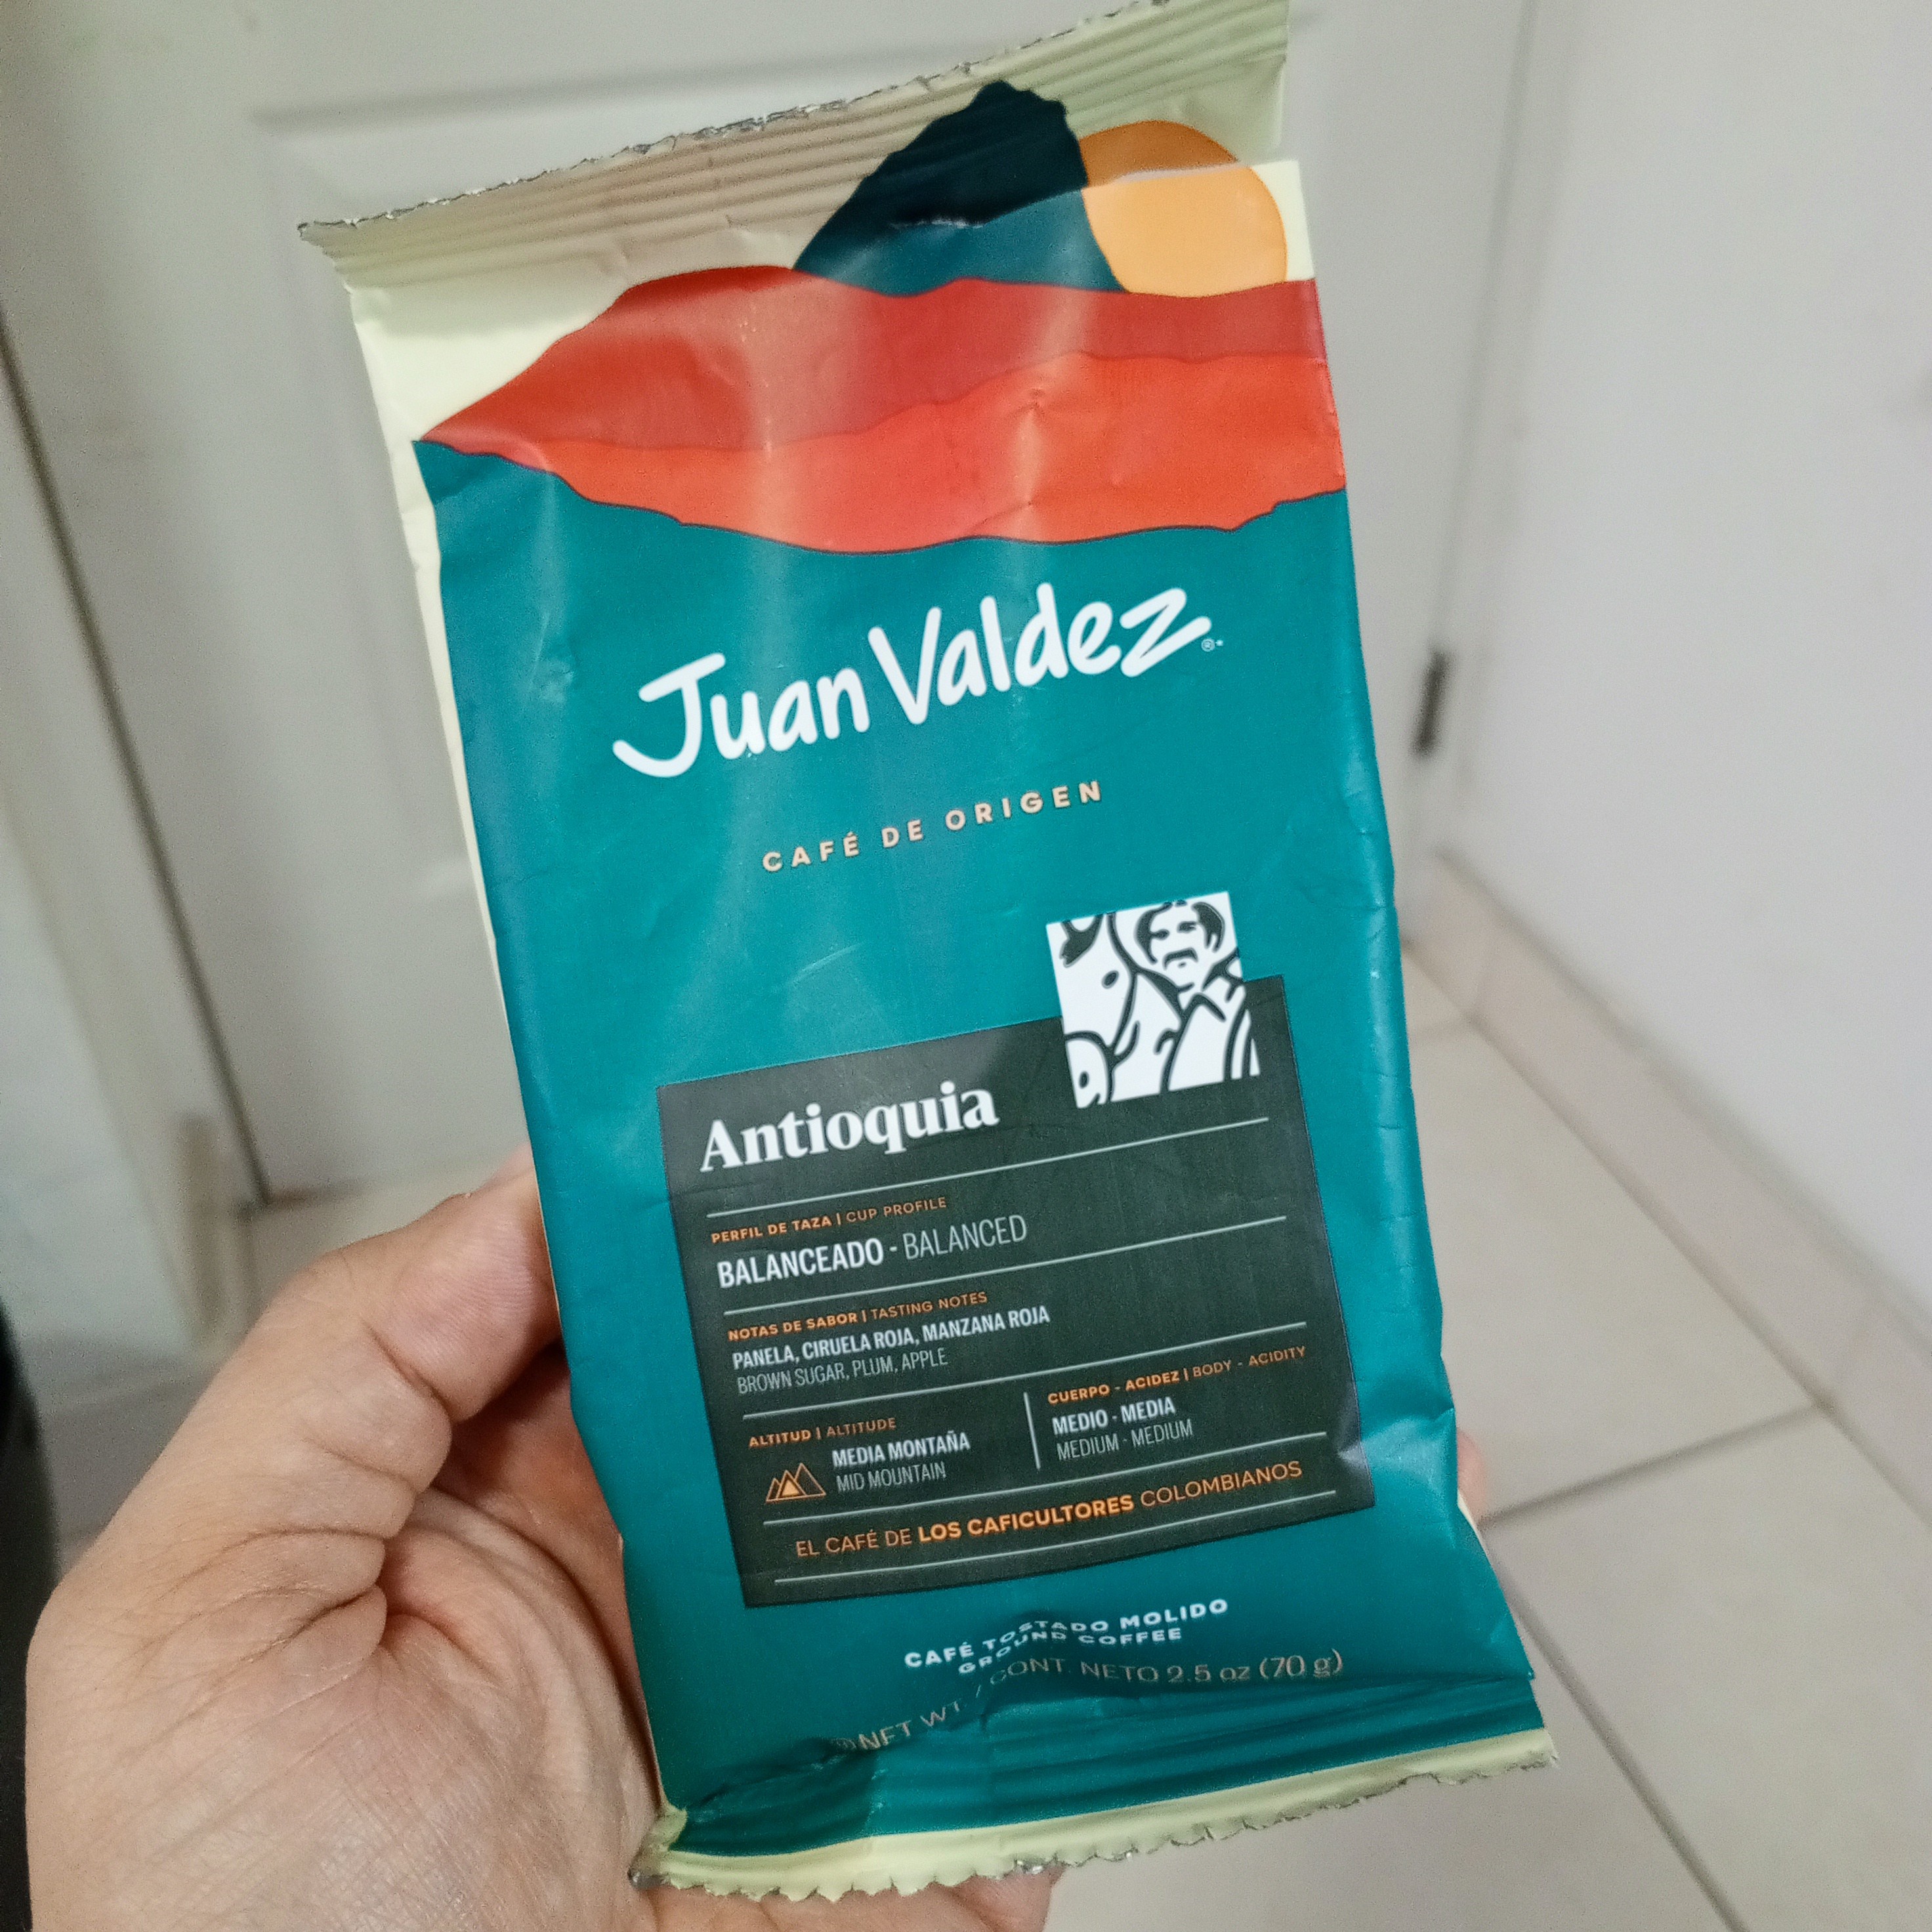 Juan Valdez®
CAFÉ DE ORIGEN
Antioquia
PERFIL DE TAZA | CUP PROFILE
BALANCEADO - BALANCED
NOTAS DE SABOR | TASTING NOTES
PANELA, CIRUELA ROJA, MANZANA ROJA
BROWN SUGAR, PLUM, APPLE
ALTITUD | ALTITUDE
MEDIA MONTAÑA
MID MOUNTAIN
CUERPO - ACIDEZ | BODY - ACIDITY
MEDIO - MEDIA
MEDIUM - MEDIUM
EL CAFÉ DE LOS CAFICULTORES COLOMBIANOS
CAFÉ TOSTADO MOLIDO
GROUND COFFEE
NET WT. / CONT. NETO 2.5 oz (70 g)